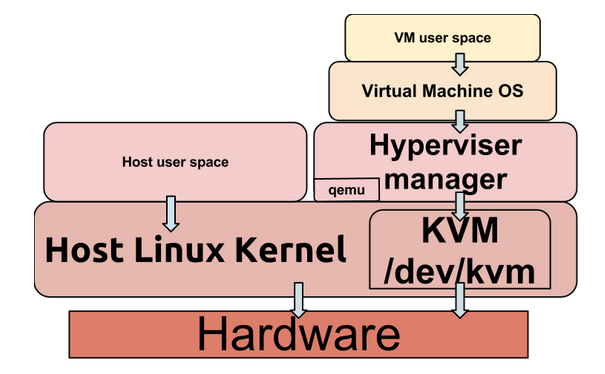 VM user space
Virtual Machine OS
Host user space
Hyperviser
manager
qemu
Host Linux Kernel
KVM
/dev/kvm
Hardware